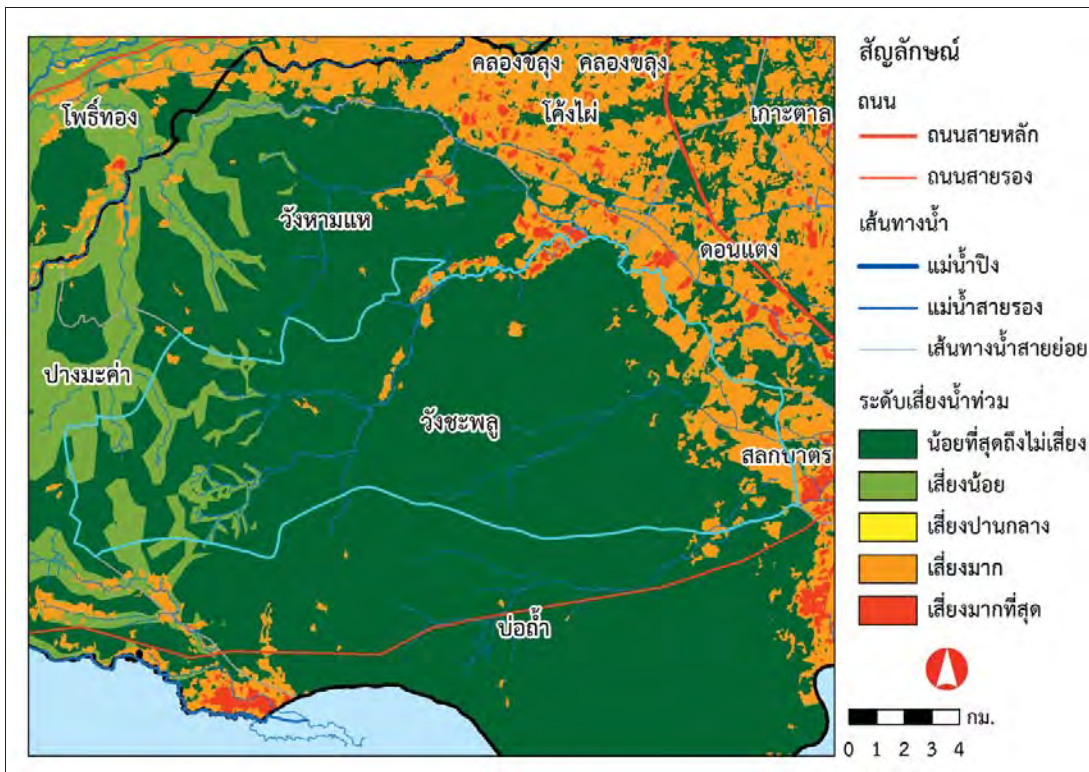 คลองขลุง คลองขลุง
โพธิ์ทอง
โค้งไผ่
เกาะตาล
วังหามแห
ดอนแตง
ปางมะค่า
วังชะพลู
สลกบาตร
บ่อถ้ำ
สัญลักษณ์
ถนน
ถนนสายหลัก
ถนนสายรอง
เส้นทางน้ำ
แม่น้ำปิง
แม่น้ำสายรอง
เส้นทางน้ำสายย่อย
ระดับเสี่ยงน้ำท่วม
น้อยที่สุดถึงไม่เสี่ยง
เสี่ยงน้อย
เสี่ยงปานกลาง
เสี่ยงมาก
เสี่ยงมากที่สุด
กม.
0 1 2 3 4